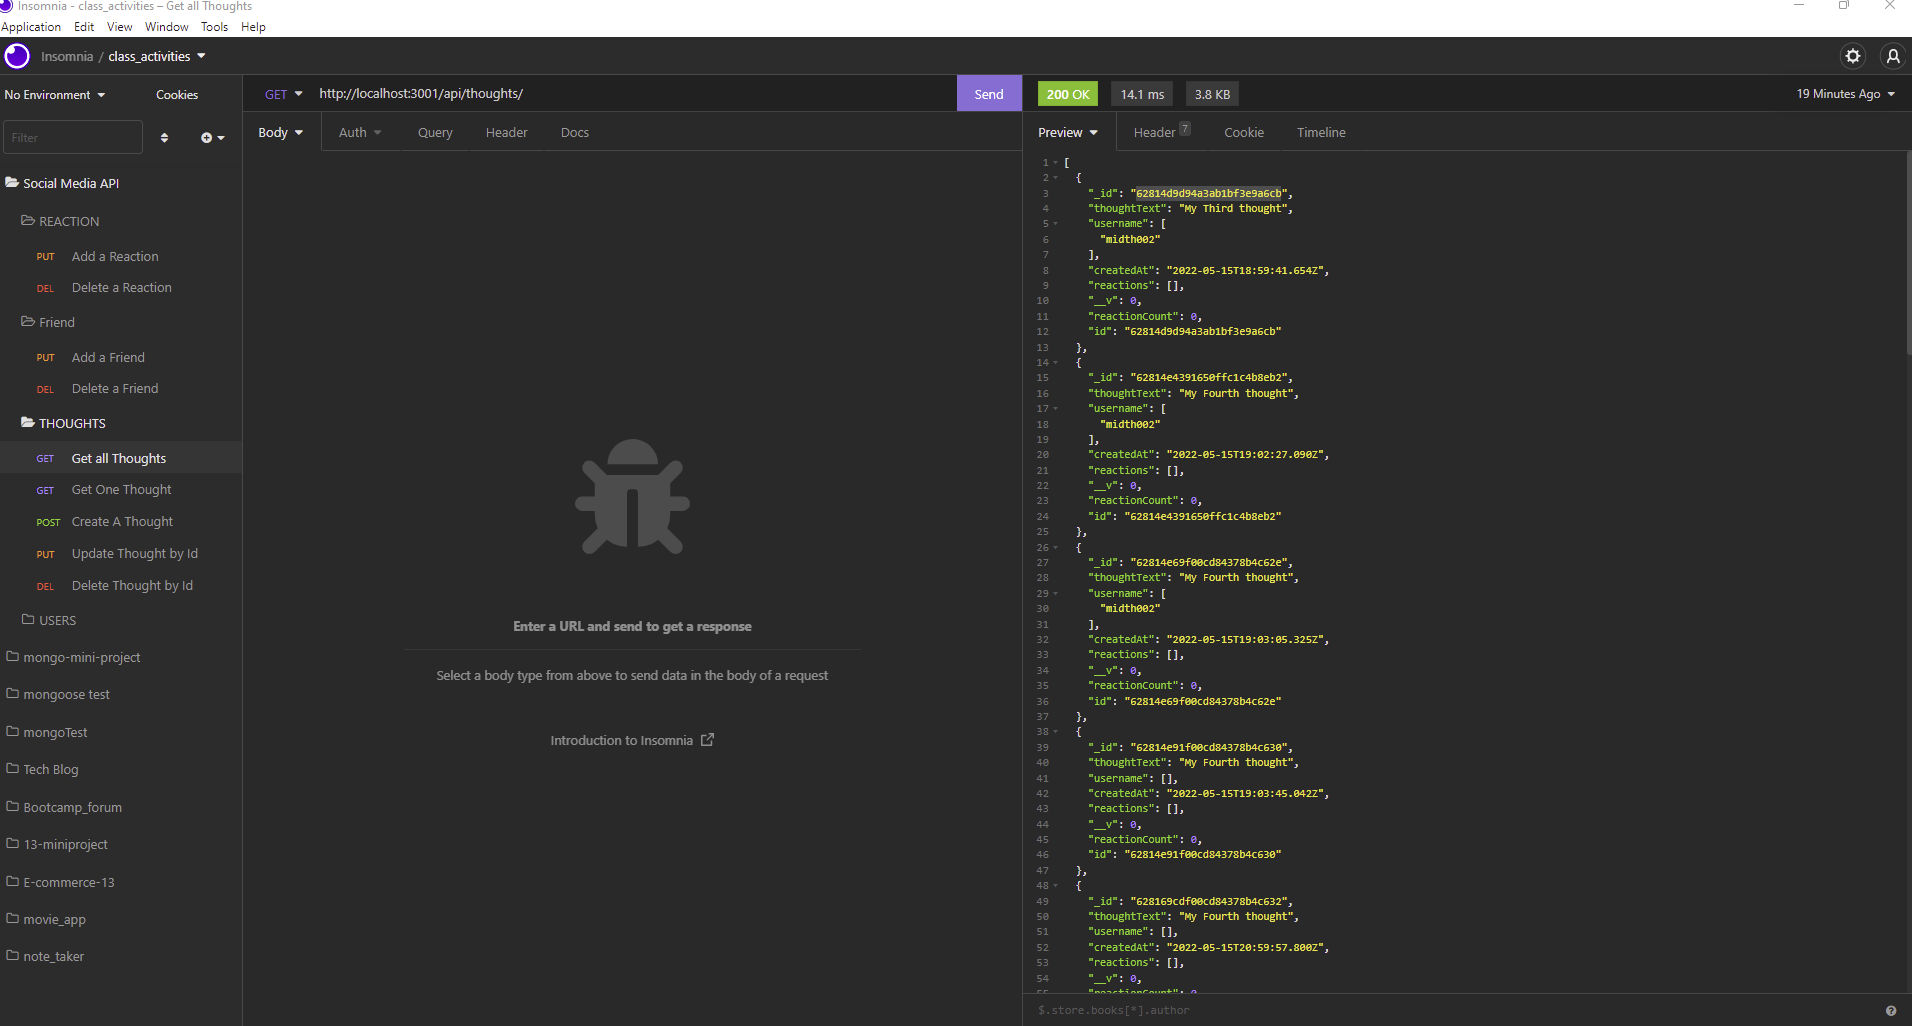 Insomnia - class_activities – Get all Thoughts
Application Edit View Window Tools Help
Insomnia / class_activities
No Environment Cookies
Filter
Social Media API
REACTION
PUT Add a Reaction
DEL Delete a Reaction
Friend
PUT Add a Friend
DEL Delete a Friend
THOUGHTS
GET Get all Thoughts
GET Get One Thought
POST Create A Thought
PUT Update Thought by Id
DEL Delete Thought by Id
USERS
mongo-mini-project
mongoose test
mongoTest
Tech Blog
Bootcamp_forum
13-miniproject
E-commerce-13
movie_app
note_taker
GET http://localhost:3001/api/thoughts/ Send
Body Auth Query Header Docs
Enter a URL and send to get a response
Select a body type from above to send data in the body of a request
Introduction to Insomnia
200 OK 14.1 ms 3.8 KB 19 Minutes Ago
Preview Header 7 Cookie Timeline
1 [
2 {
3 "_id": "62814d9d94a3ab1bf3e9a6cb",
4 "thoughtText": "My Third thought",
5 "username": [
6 "midth002"
7 ],
8 "createdAt": "2022-05-15T18:59:41.654Z",
9 "reactions": [],
10 "__v": 0,
11 "reactionCount": 0,
12 "id": "62814d9d94a3ab1bf3e9a6cb"
13 },
14 {
15 "_id": "62814e4391650ffc1c4b8eb2",
16 "thoughtText": "My Fourth thought",
17 "username": [
18 "midth002"
19 ],
20 "createdAt": "2022-05-15T19:02:27.090Z",
21 "reactions": [],
22 "__v": 0,
23 "reactionCount": 0,
24 "id": "62814e4391650ffc1c4b8eb2"
25 },
26 {
27 "_id": "62814e69f00cd84378b4c62e",
28 "thoughtText": "My Fourth thought",
29 "username": [
30 "midth002"
31 ],
32 "createdAt": "2022-05-15T19:03:05.325Z",
33 "reactions": [],
34 "__v": 0,
35 "reactionCount": 0,
36 "id": "62814e69f00cd84378b4c62e"
37 },
38 {
39 "_id": "62814e91f00cd84378b4c630",
40 "thoughtText": "My Fourth thought",
41 "username": [],
42 "createdAt": "2022-05-15T19:03:45.042Z",
43 "reactions": [],
44 "__v": 0,
45 "reactionCount": 0,
46 "id": "62814e91f00cd84378b4c630"
47 },
48 {
49 "_id": "628169cdf00cd84378b4c632",
50 "thoughtText": "My Fourth thought",
51 "username": [],
52 "createdAt": "2022-05-15T20:59:57.800Z",
53 "reactions": [],
54 "__v": 0,
55 "reactionCount": 0
$.store.books[*].author